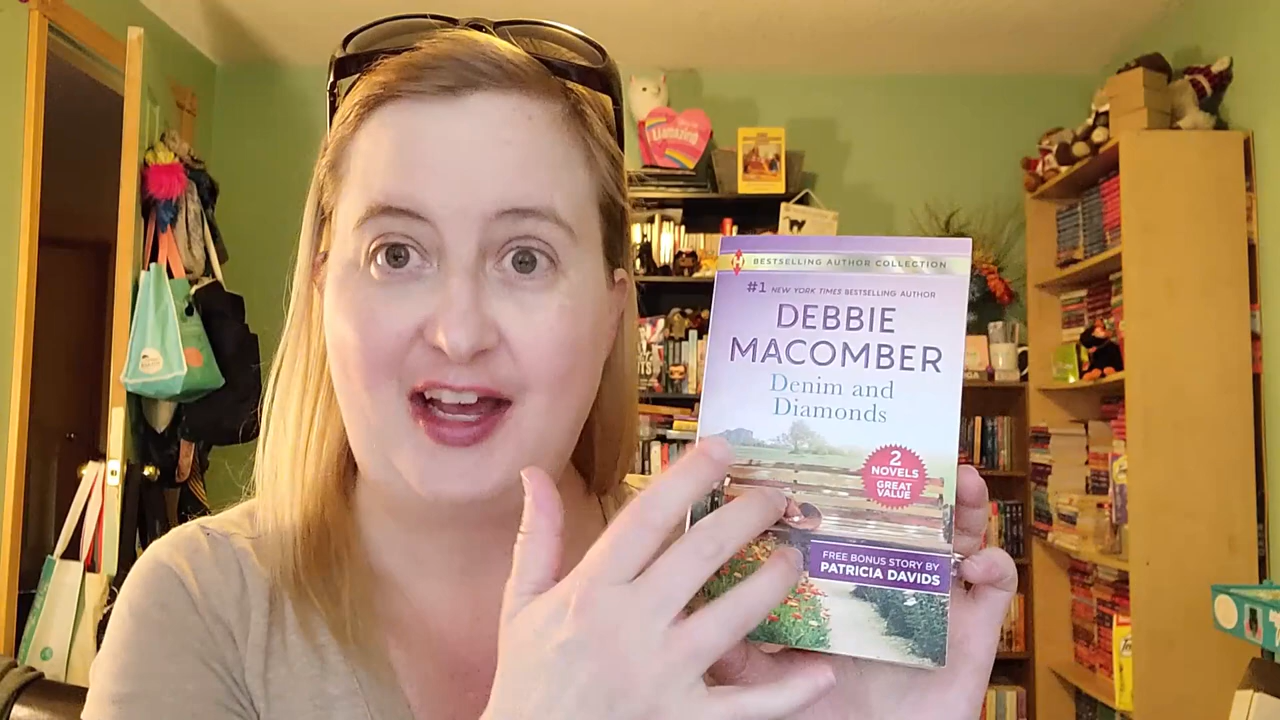 Llamazing
BESTSELLING AUTHOR COLLECTION
#1 NEW YORK TIMES BESTSELLING AUTHOR
DEBBIE
MACOMBER
Denim and
Diamonds
2
NOVELS
GREAT
VALUE
FREE BONUS STORY BY
PATRICIA DAVIDS